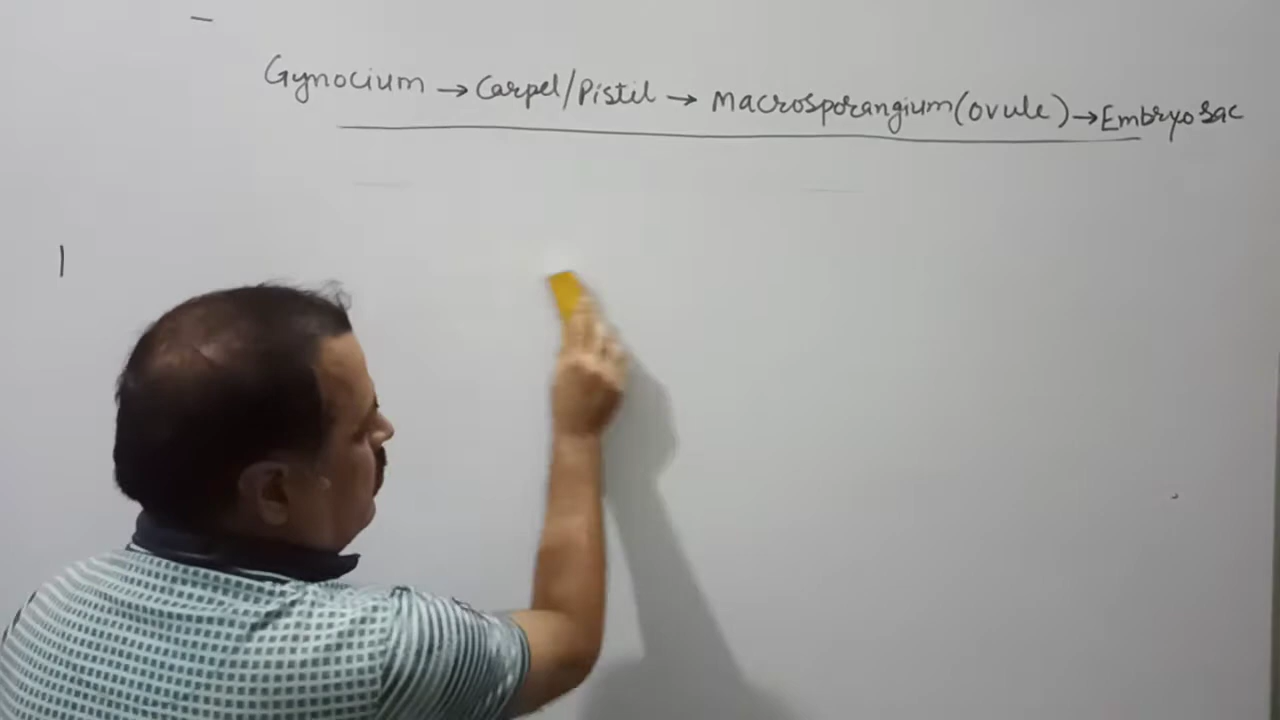 Gynocium → Carpel/Pistil → Macrosporangium(ovule) → Embryo sac